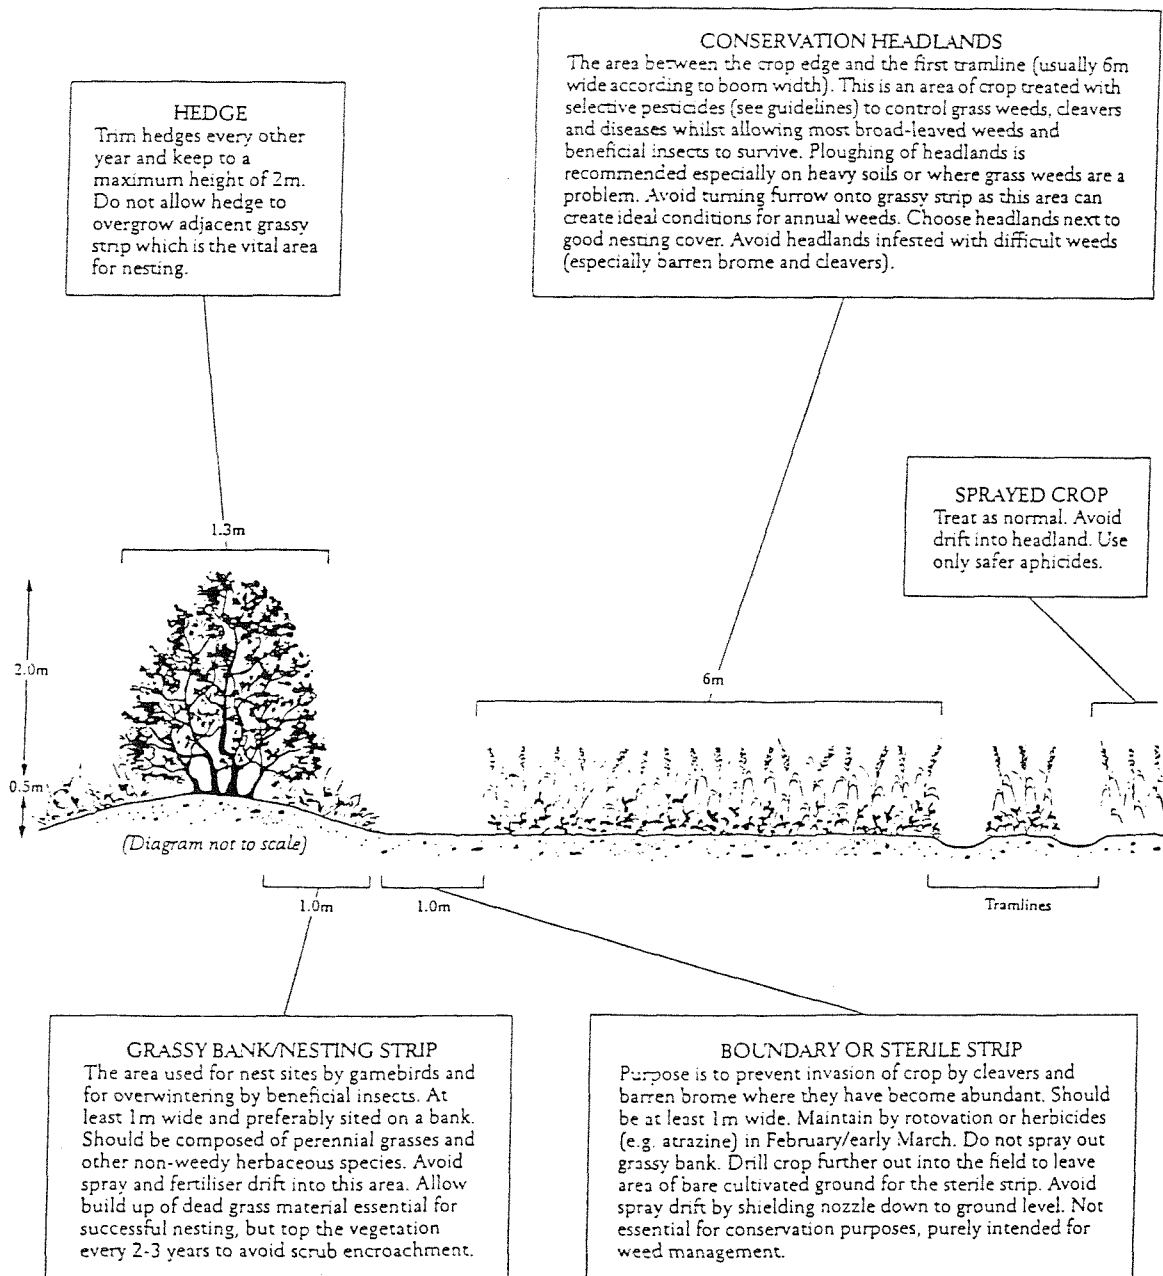 CONSERVATION HEADLANDS
The area between the crop edge and the first tramline (usually 6m
wide according to boom width). This is an area of crop treated with
selective pesticides (see guidelines) to control grass weeds, cleavers
and diseases whilst allowing most broad-leaved weeds and
beneficial insects to survive. Ploughing of headlands is
recommended especially on heavy soils or where grass weeds are a
problem. Avoid turning furrow onto grassy strip as this area can
create ideal conditions for annual weeds. Choose headlands next to
good nesting cover. Avoid headlands infested with difficult weeds
(especially barren brome and cleavers).
HEDGE
Trim hedges every other
year and keep to a
maximum height of 2m.
Do not allow hedge to
overgrow adjacent grassy
strip which is the vital area
for nesting.
SPRAYED CROP
Treat as normal. Avoid
drift into headland. Use
only safer aphicides.
1.3m
2.0m
6m
0.5m
(Diagram not to scale)
1.0m
1.0m
Tramlines
GRASSY BANK/NESTING STRIP
The area used for nest sites by gamebirds and
for overwintering by beneficial insects. At
least 1m wide and preferably sited on a bank.
Should be composed of perennial grasses and
other non-weedy herbaceous species. Avoid
spray and fertiliser drift into this area. Allow
build up of dead grass material essential for
successful nesting, but top the vegetation
every 2-3 years to avoid scrub encroachment.
BOUNDARY OR STERILE STRIP
Purpose is to prevent invasion of crop by cleavers and
barren brome where they have become abundant. Should
be at least 1m wide. Maintain by rotovation or herbicides
(e.g. atrazine) in February/early March. Do not spray out
grassy bank. Drill crop further out into the field to leave
area of bare cultivated ground for the sterile strip. Avoid
spray drift by shielding nozzle down to ground level. Not
essential for conservation purposes, purely intended for
weed management.